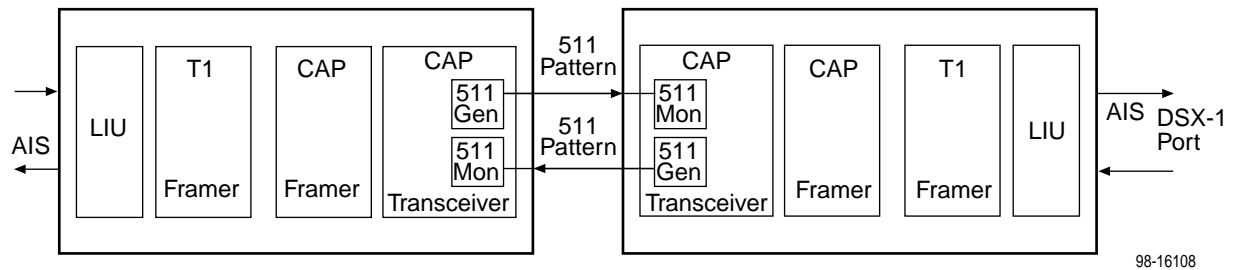 AIS
LIU
T1
Framer
CAP
Framer
CAP
511
Gen
511
Mon
Transceiver
511
Pattern
511
Pattern
CAP
511
Mon
511
Gen
Transceiver
CAP
Framer
T1
Framer
LIU
AIS
DSX-1
Port
98-16108